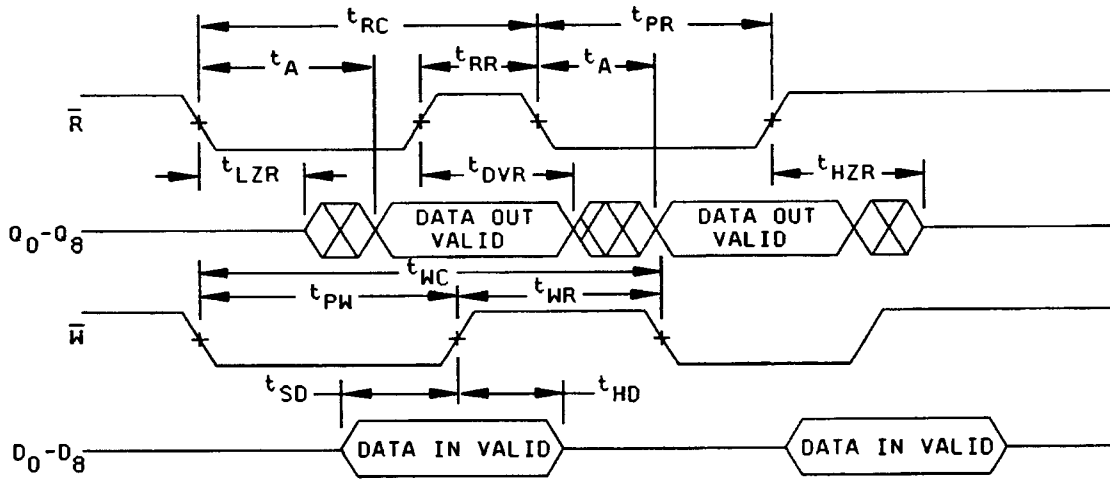 tRC tPR
tA tRR tA
R̅
tLZR tDVR tHZR
Q0-Q8 DATA OUT VALID DATA OUT VALID
tWC
tPW tWR
W̅
tSD tHD
D0-D8 DATA IN VALID DATA IN VALID